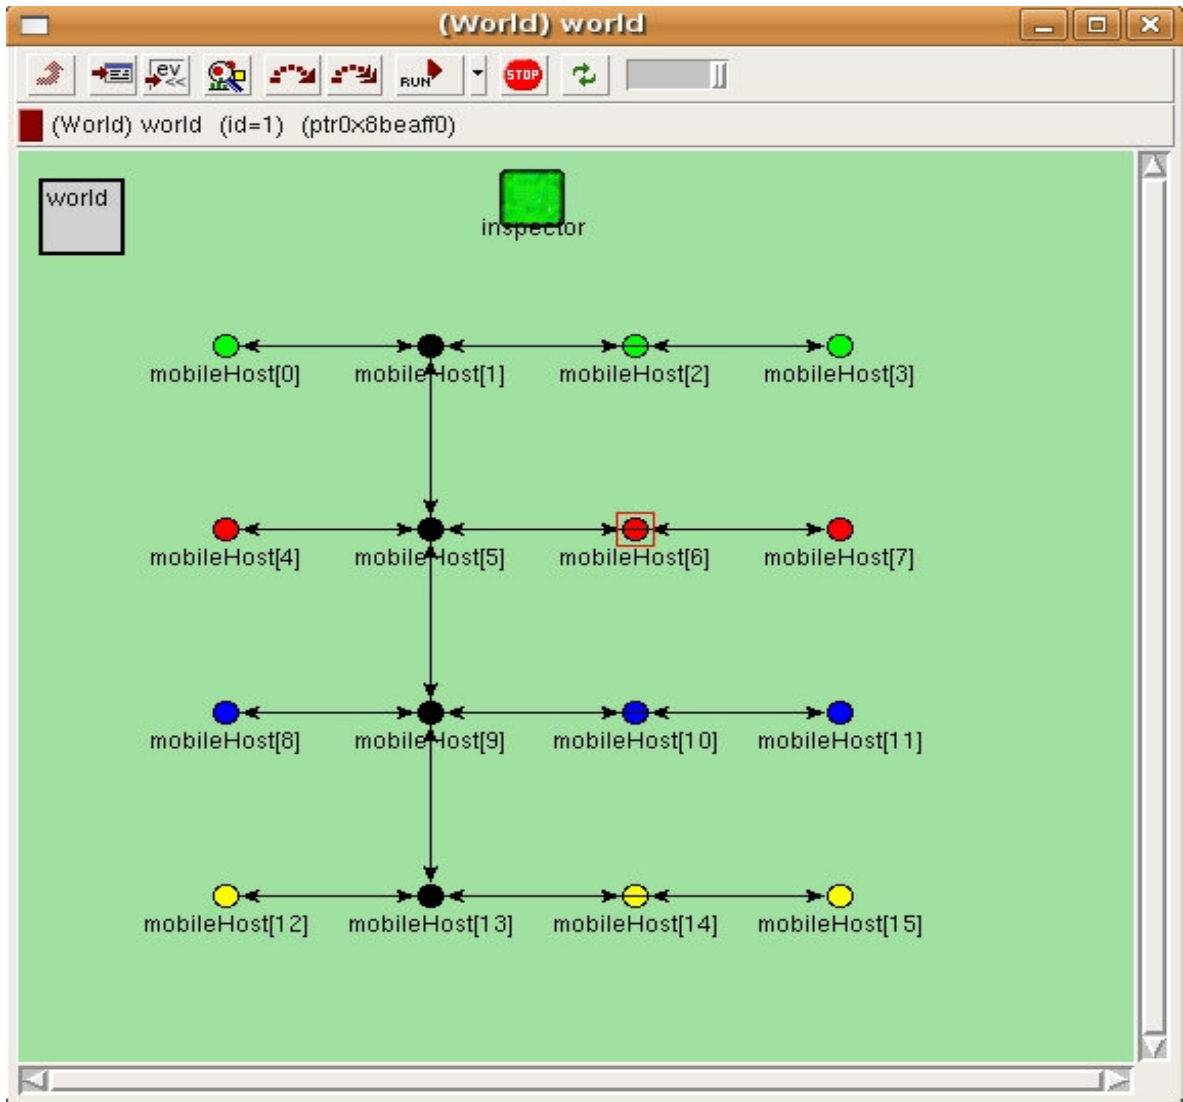 (World) world
ev
<<
RUN
STOP
(World) world (id=1) (ptr0x8beaff0)
world
inspector
mobileHost[0] mobileHost[1] mobileHost[2] mobileHost[3]
mobileHost[4] mobileHost[5] mobileHost[6] mobileHost[7]
mobileHost[8] mobileHost[9] mobileHost[10] mobileHost[11]
mobileHost[12] mobileHost[13] mobileHost[14] mobileHost[15]